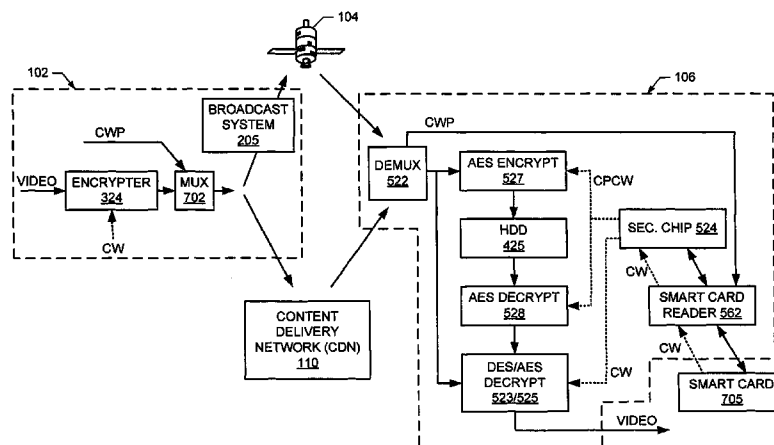 104
102
106
BROADCAST
SYSTEM
205
CWP
CWP
DEMUX
522
AES ENCRYPT
527
CPCW
VIDEO
ENCRYPTER
324
MUX
702
HDD
425
SEC. CHIP 524
CW
CW
AES DECRYPT
528
SMART CARD
READER 562
CONTENT
DELIVERY
NETWORK (CDN)
110
DES/AES
DECRYPT
523/525
CW
CW
SMART CARD
705
VIDEO